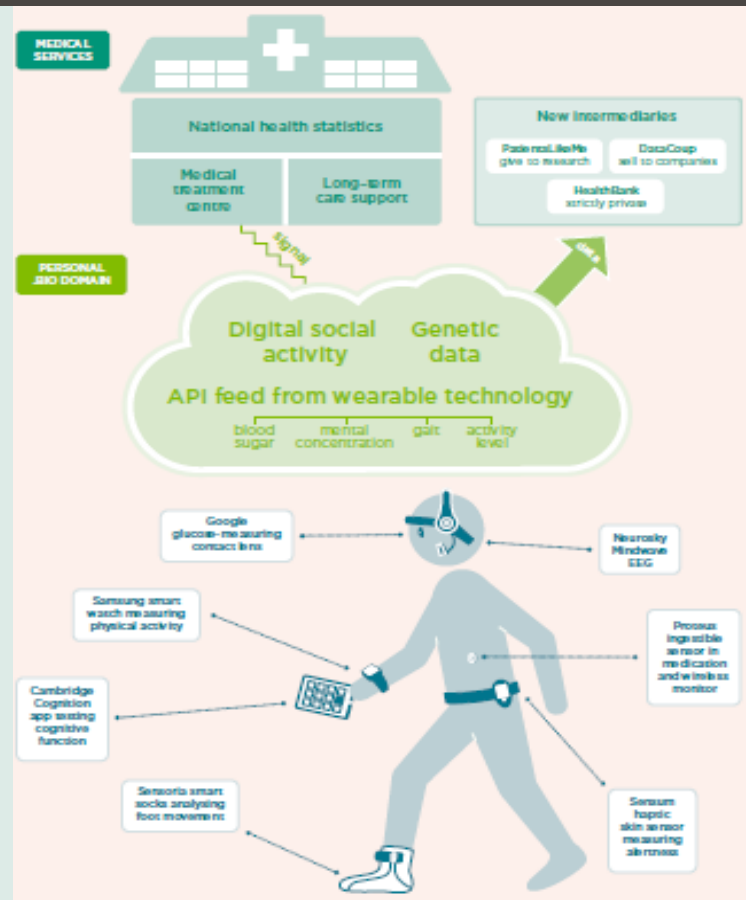 MEDICAL
SERVICES
National health statistics
Medical
treatment
centre
Long-term
care support
New intermediaries
PatientsLikeMe
give to research
DataCoup
sell to companies
HealthBank
strictly private
signal
data
PERSONAL
.BIO DOMAIN
Digital social
activity
Genetic
data
API feed from wearable technology
blood
sugar
mental
concentration
gait
activity
level
Google
glucose-measuring
contact lens
Neurosky
Mindwave
EEG
Samsung smart
watch measuring
physical activity
Proteus
ingestible
sensor in
medication
and wireless
monitor
Cambridge
Cognition
app testing
cognitive
function
Sensoria smart
socks analysing
foot movement
Sensum
haptic
skin sensor
measuring
alertness